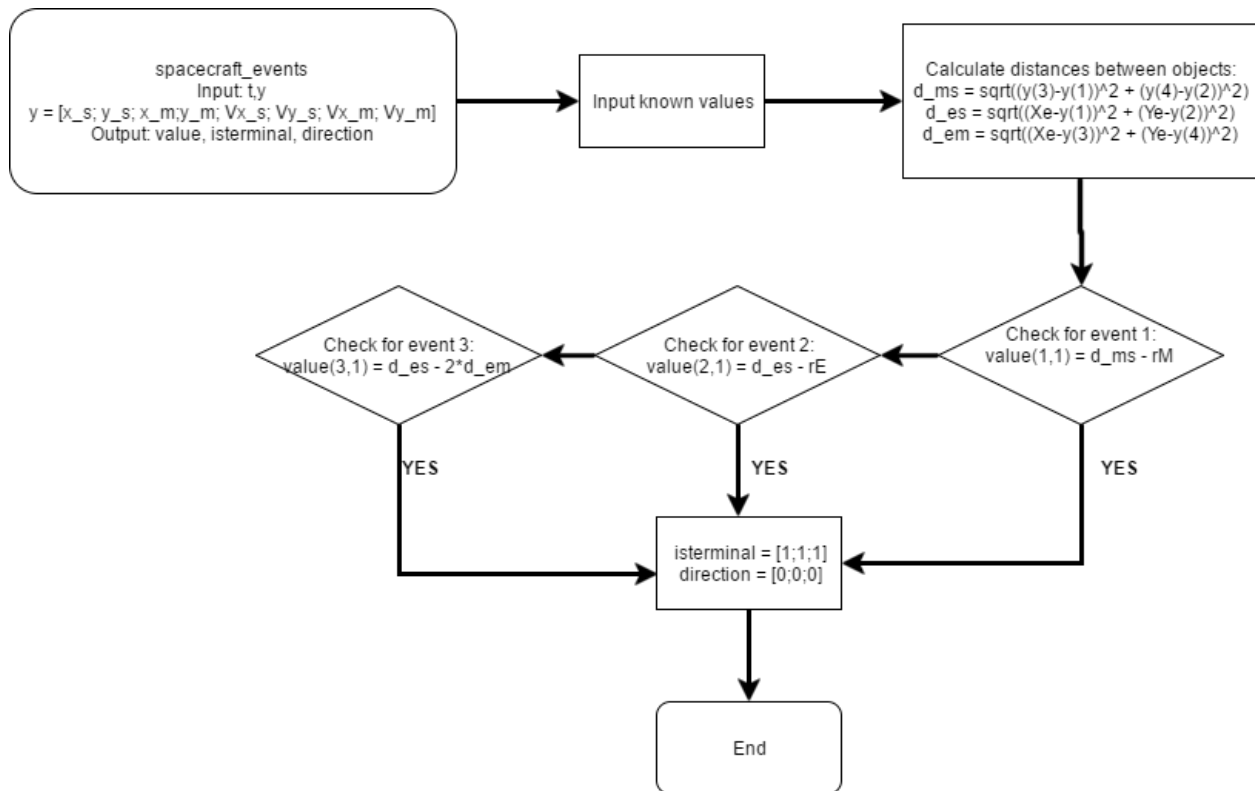 spacecraft_events
Input: t,y
y = [x_s; y_s; x_m;y_m; Vx_s; Vy_s; Vx_m; Vy_m]
Output: value, isterminal, direction
Input known values
Calculate distances between objects:
d_ms = sqrt((y(3)-y(1))^2 + (y(4)-y(2))^2)
d_es = sqrt((Xe-y(1))^2 + (Ye-y(2))^2)
d_em = sqrt((Xe-y(3))^2 + (Ye-y(4))^2)
Check for event 1:
value(1,1) = d_ms - rM
Check for event 2:
value(2,1) = d_es - rE
Check for event 3:
value(3,1) = d_es - 2*d_em
YES
YES
YES
isterminal = [1;1;1]
direction = [0;0;0]
End